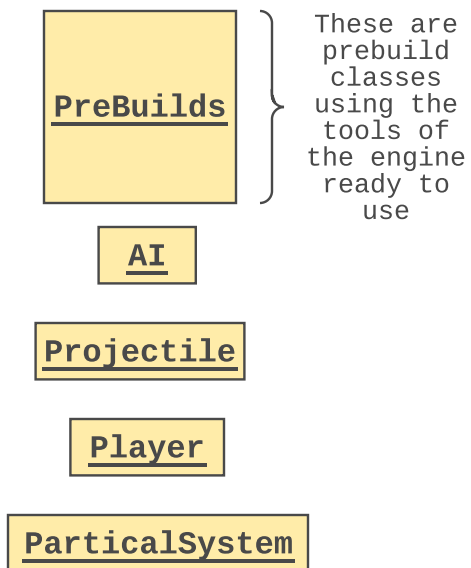 PreBuilds
These are
prebuild
classes
using the
tools of
the engine
ready to
use
AI
Projectile
Player
ParticalSystem